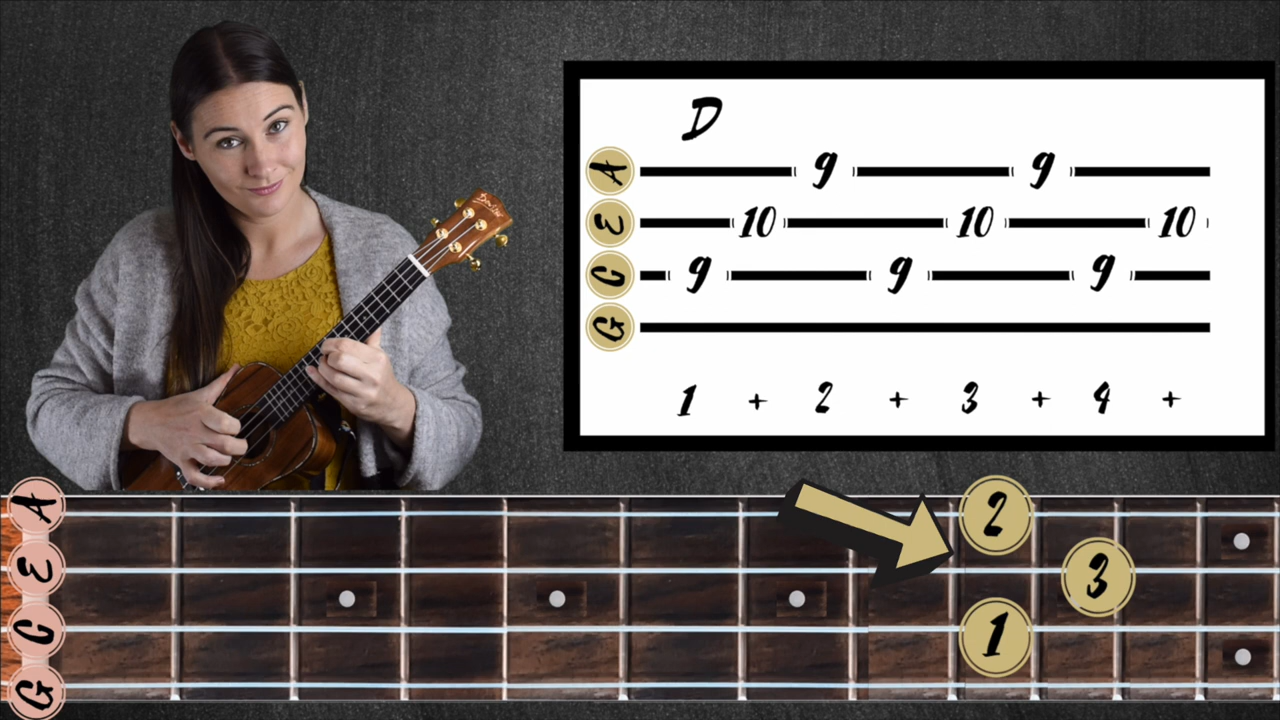 D
A 9 9
E 10 10 10
C 9 9 9
G
1 + 2 + 3 + 4 +
A 2
E 3
C 1
G